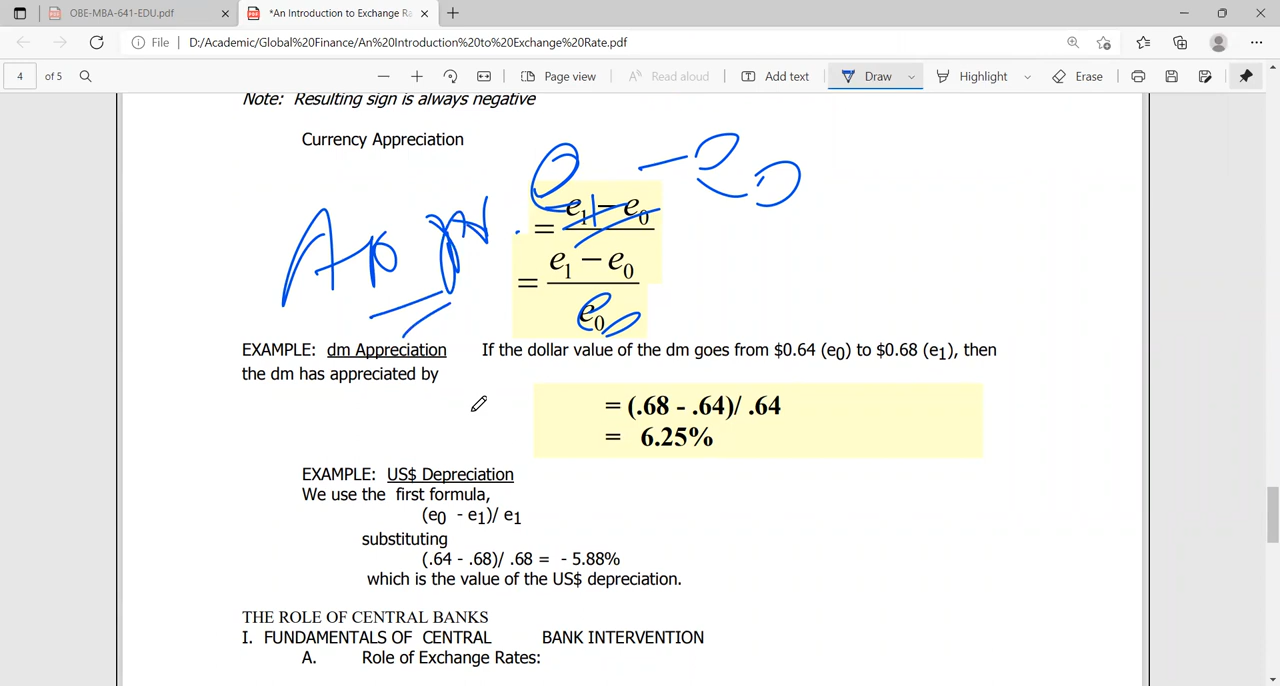 OBE-MBA-641-EDU.pdf
*An Introduction to Exchange Ra
File D:/Academic/Global%20Finance/An%20Introduction%20to%20Exchange%20Rate.pdf
4 of 5 Page view Read aloud Add text Draw Highlight Erase
Note: Resulting sign is always negative
Currency Appreciation
e - e0
Appr.
= e1 − e0
= e1 − e0
e0
EXAMPLE: dm Appreciation If the dollar value of the dm goes from $0.64 (e0) to $0.68 (e1), then
the dm has appreciated by
= (.68 - .64)/ .64
= 6.25%
EXAMPLE: US$ Depreciation
We use the first formula,
(e0 - e1)/ e1
substituting
(.64 - .68)/ .68 = - 5.88%
which is the value of the US$ depreciation.
THE ROLE OF CENTRAL BANKS
I. FUNDAMENTALS OF CENTRAL BANK INTERVENTION
A. Role of Exchange Rates: